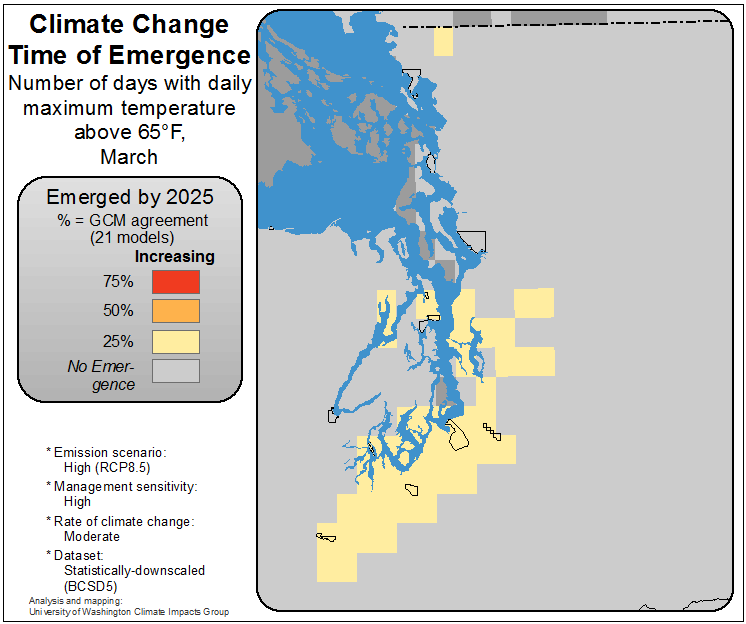 Climate Change
Time of Emergence
Number of days with daily
maximum temperature
above 65°F,
March
Emerged by 2025
% = GCM agreement
(21 models)
Increasing
75%
50%
25%
No Emer-
gence
* Emission scenario:
High (RCP8.5)
* Management sensitivity:
High
* Rate of climate change:
Moderate
* Dataset:
Statistically-downscaled
(BCSD5)
Analysis and mapping:
University of Washington Climate Impacts Group